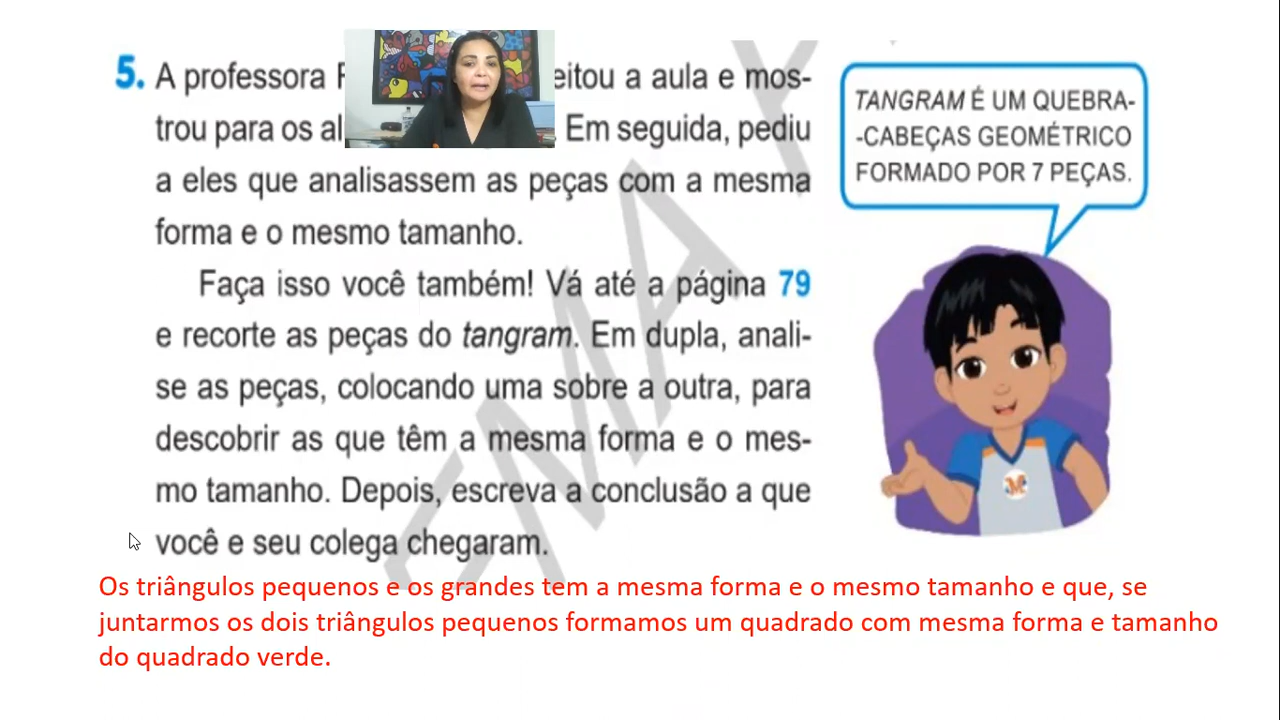 5. A professora
eitou a aula e mos-
trou para os al
Em seguida, pediu
a eles que analisassem as peças com a mesma
forma e o mesmo tamanho.
Faça isso você também! Vá até a página 79
e recorte as peças do tangram. Em dupla, anali-
se as peças, colocando uma sobre a outra, para
descobrir as que têm a mesma forma e o mes-
mo tamanho. Depois, escreva a conclusão a que
você e seu colega chegaram.
TANGRAM É UM QUEBRA-
-CABEÇAS GEOMÉTRICO
FORMADO POR 7 PEÇAS.
Os triângulos pequenos e os grandes tem a mesma forma e o mesmo tamanho e que, se
juntarmos os dois triângulos pequenos formamos um quadrado com mesma forma e tamanho
do quadrado verde.